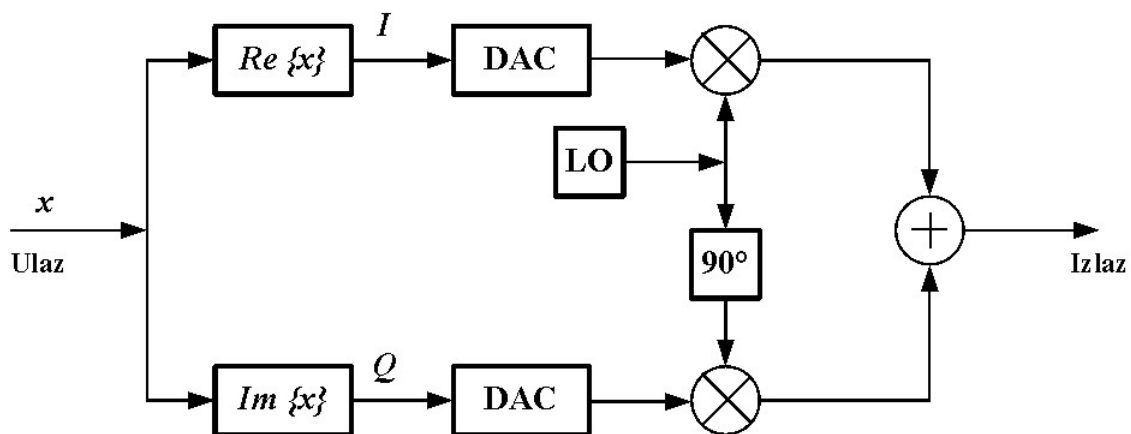 I
Re {x}
DAC
LO
x
Ulaz
90°
Izlaz
Q
Im {x}
DAC